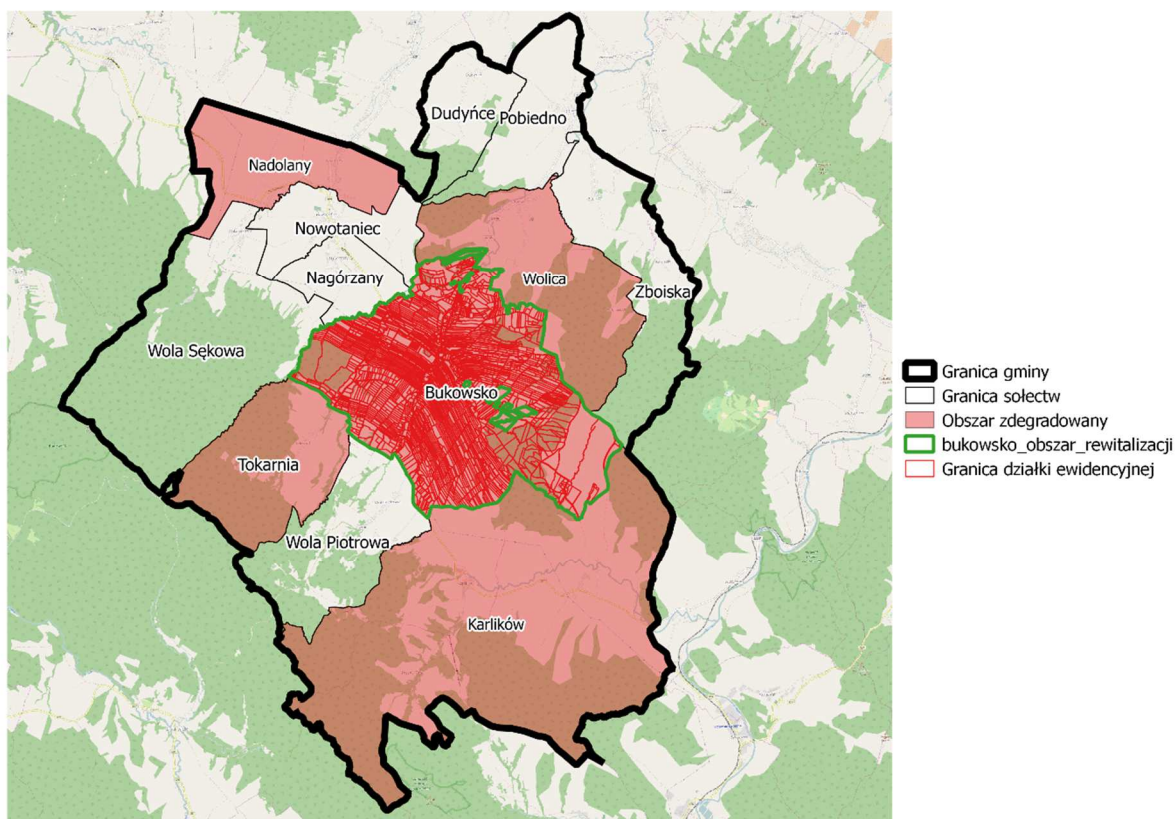 Dudyńce
Pobiedno
Nadolany
Nowotaniec
Nagórzany
Wolica
Zboiska
Wola Sękowa
Bukowsko
Tokarnia
Wola Piotrowa
Karlików
Granica gminy
Granica sołectw
Obszar zdegradowany
bukowsko_obszar_rewitalizacji
Granica działki ewidencyjnej